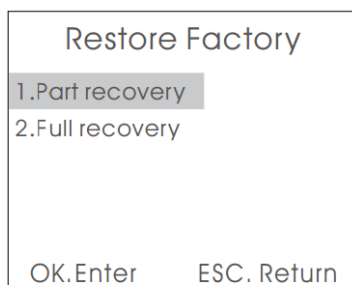 Restore Factory
1.Part recovery
2.Full recovery
OK.Enter ESC. Return